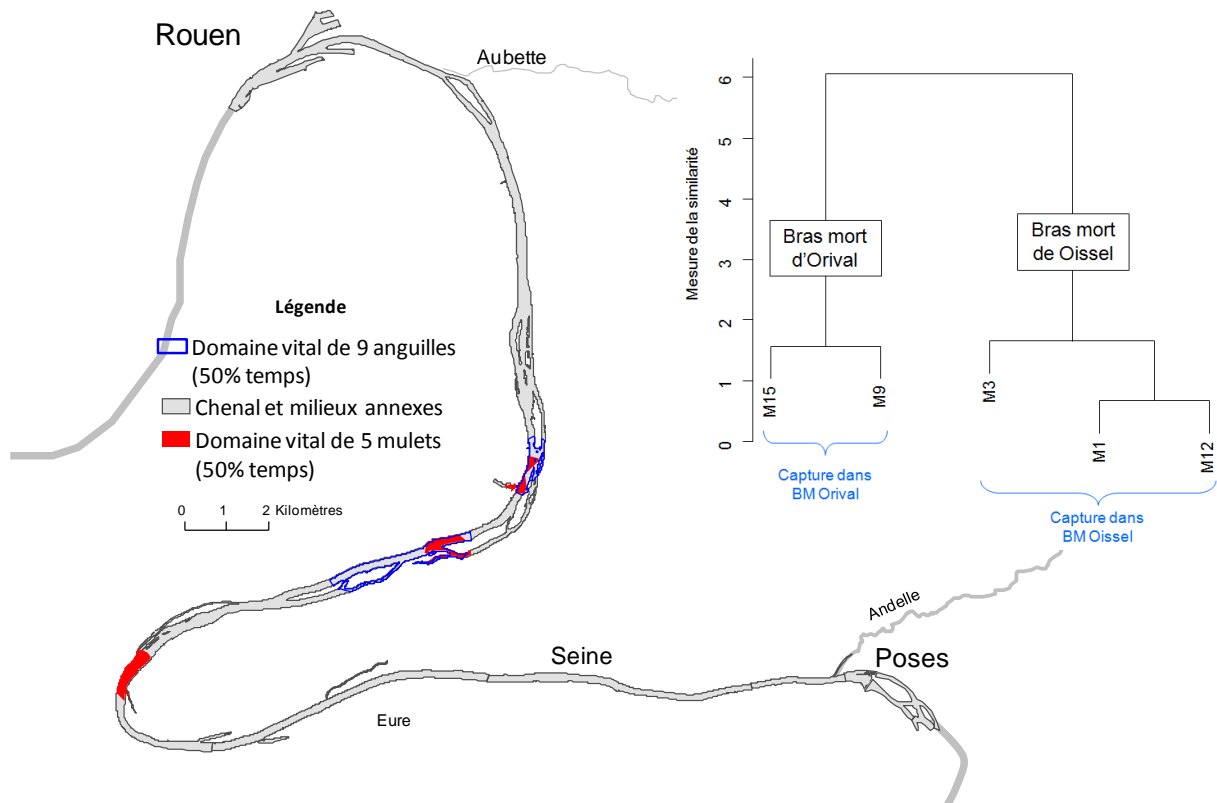 Rouen
Aubette
Légende
Domaine vital de 9 anguilles
(50% temps)
Chenal et milieux annexes
Domaine vital de 5 mulets
(50% temps)
0 1 2 Kilomètres
Seine
Poses
Eure
Andelle
Mesure de la similarité
6
5
4
3
2
1
0
Bras mort
d’Orival
Bras mort
de Oissel
M15
M9
M3
M1
M12
Capture dans
BM Orival
Capture dans
BM Oissel